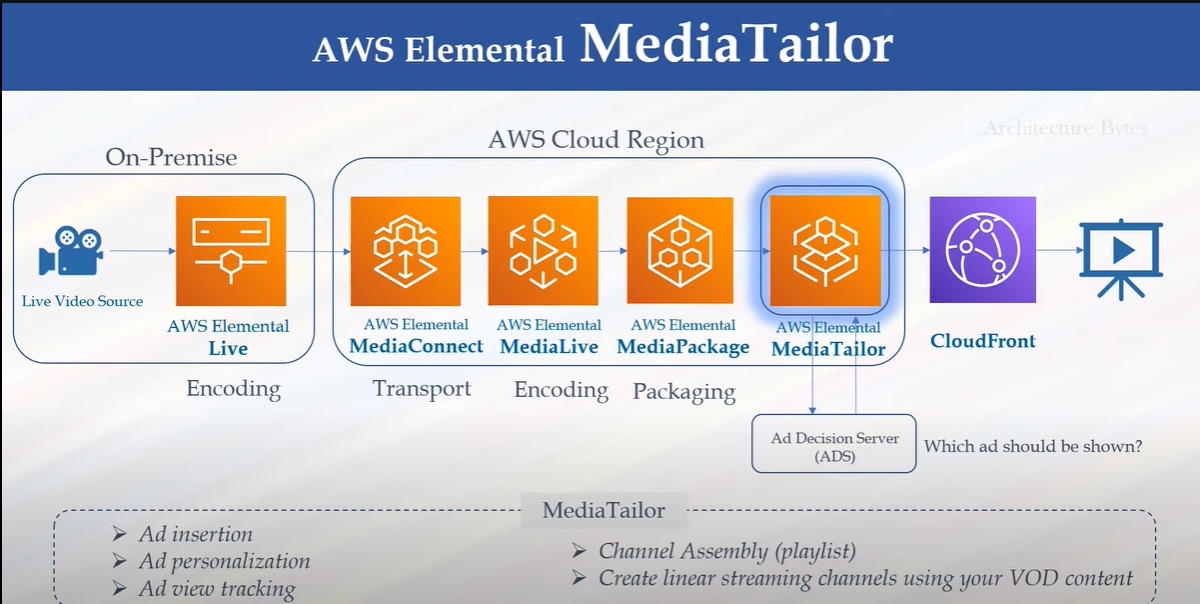 AWS Elemental MediaTailor
Architecture Bytes
AWS Cloud Region
On-Premise
Live Video Source
AWS Elemental
Live
AWS Elemental
MediaConnect
AWS Elemental
MediaLive
AWS Elemental
MediaPackage
AWS Elemental
MediaTailor
CloudFront
Encoding
Transport
Encoding
Packaging
Ad Decision Server
(ADS)
Which ad should be shown?
MediaTailor
➢ Ad insertion
➢ Ad personalization
➢ Ad view tracking
➢ Channel Assembly (playlist)
➢ Create linear streaming channels using your VOD content